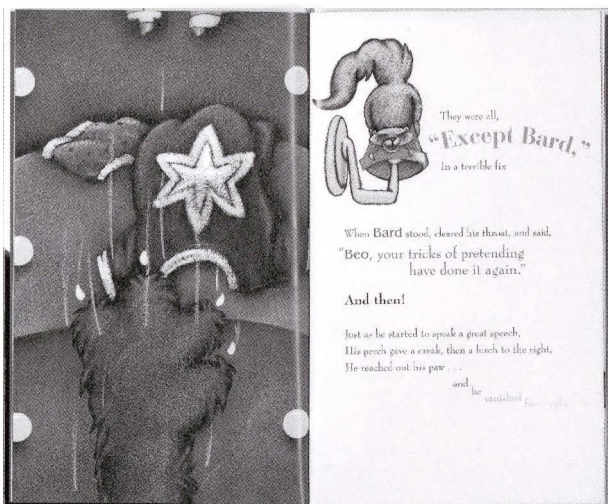 They were all,
"Except Bard,"
In a terrible fix
When Bard stood, cleared his throat, and said,
"Beo, your tricks of pretending
have done it again."
And then!
Just as he started to speak a great speech,
His perch gave a creak, then a lurch to the right,
He reached out his paw . . .
and
he
vanished